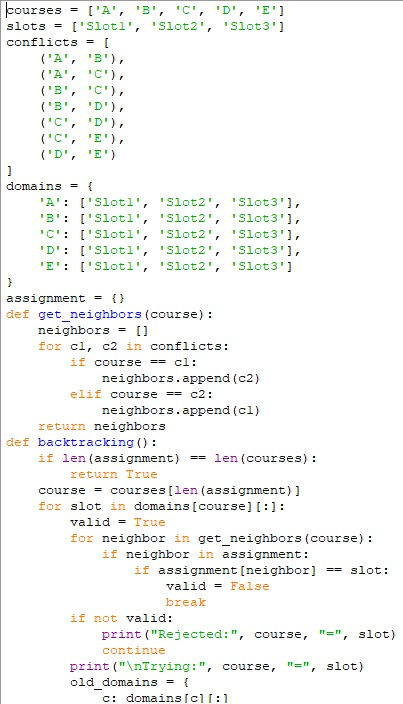 courses = ['A', 'B', 'C', 'D', 'E']
slots = ['Slot1', 'Slot2', 'Slot3']
conflicts = [
    ('A', 'B'),
    ('A', 'C'),
    ('B', 'C'),
    ('B', 'D'),
    ('C', 'D'),
    ('C', 'E'),
    ('D', 'E')
]
domains = {
    'A': ['Slot1', 'Slot2', 'Slot3'],
    'B': ['Slot1', 'Slot2', 'Slot3'],
    'C': ['Slot1', 'Slot2', 'Slot3'],
    'D': ['Slot1', 'Slot2', 'Slot3'],
    'E': ['Slot1', 'Slot2', 'Slot3']
}
assignment = {}
def get_neighbors(course):
    neighbors = []
    for c1, c2 in conflicts:
        if course == c1:
            neighbors.append(c2)
        elif course == c2:
            neighbors.append(c1)
    return neighbors
def backtracking():
    if len(assignment) == len(courses):
        return True
    course = courses[len(assignment)]
    for slot in domains[course][:]:
        valid = True
        for neighbor in get_neighbors(course):
            if neighbor in assignment:
                if assignment[neighbor] == slot:
                    valid = False
                    break
        if not valid:
            print("Rejected:", course, "=", slot)
            continue
        print("\nTrying:", course, "=", slot)
        old_domains = {
            c: domains[c][:]